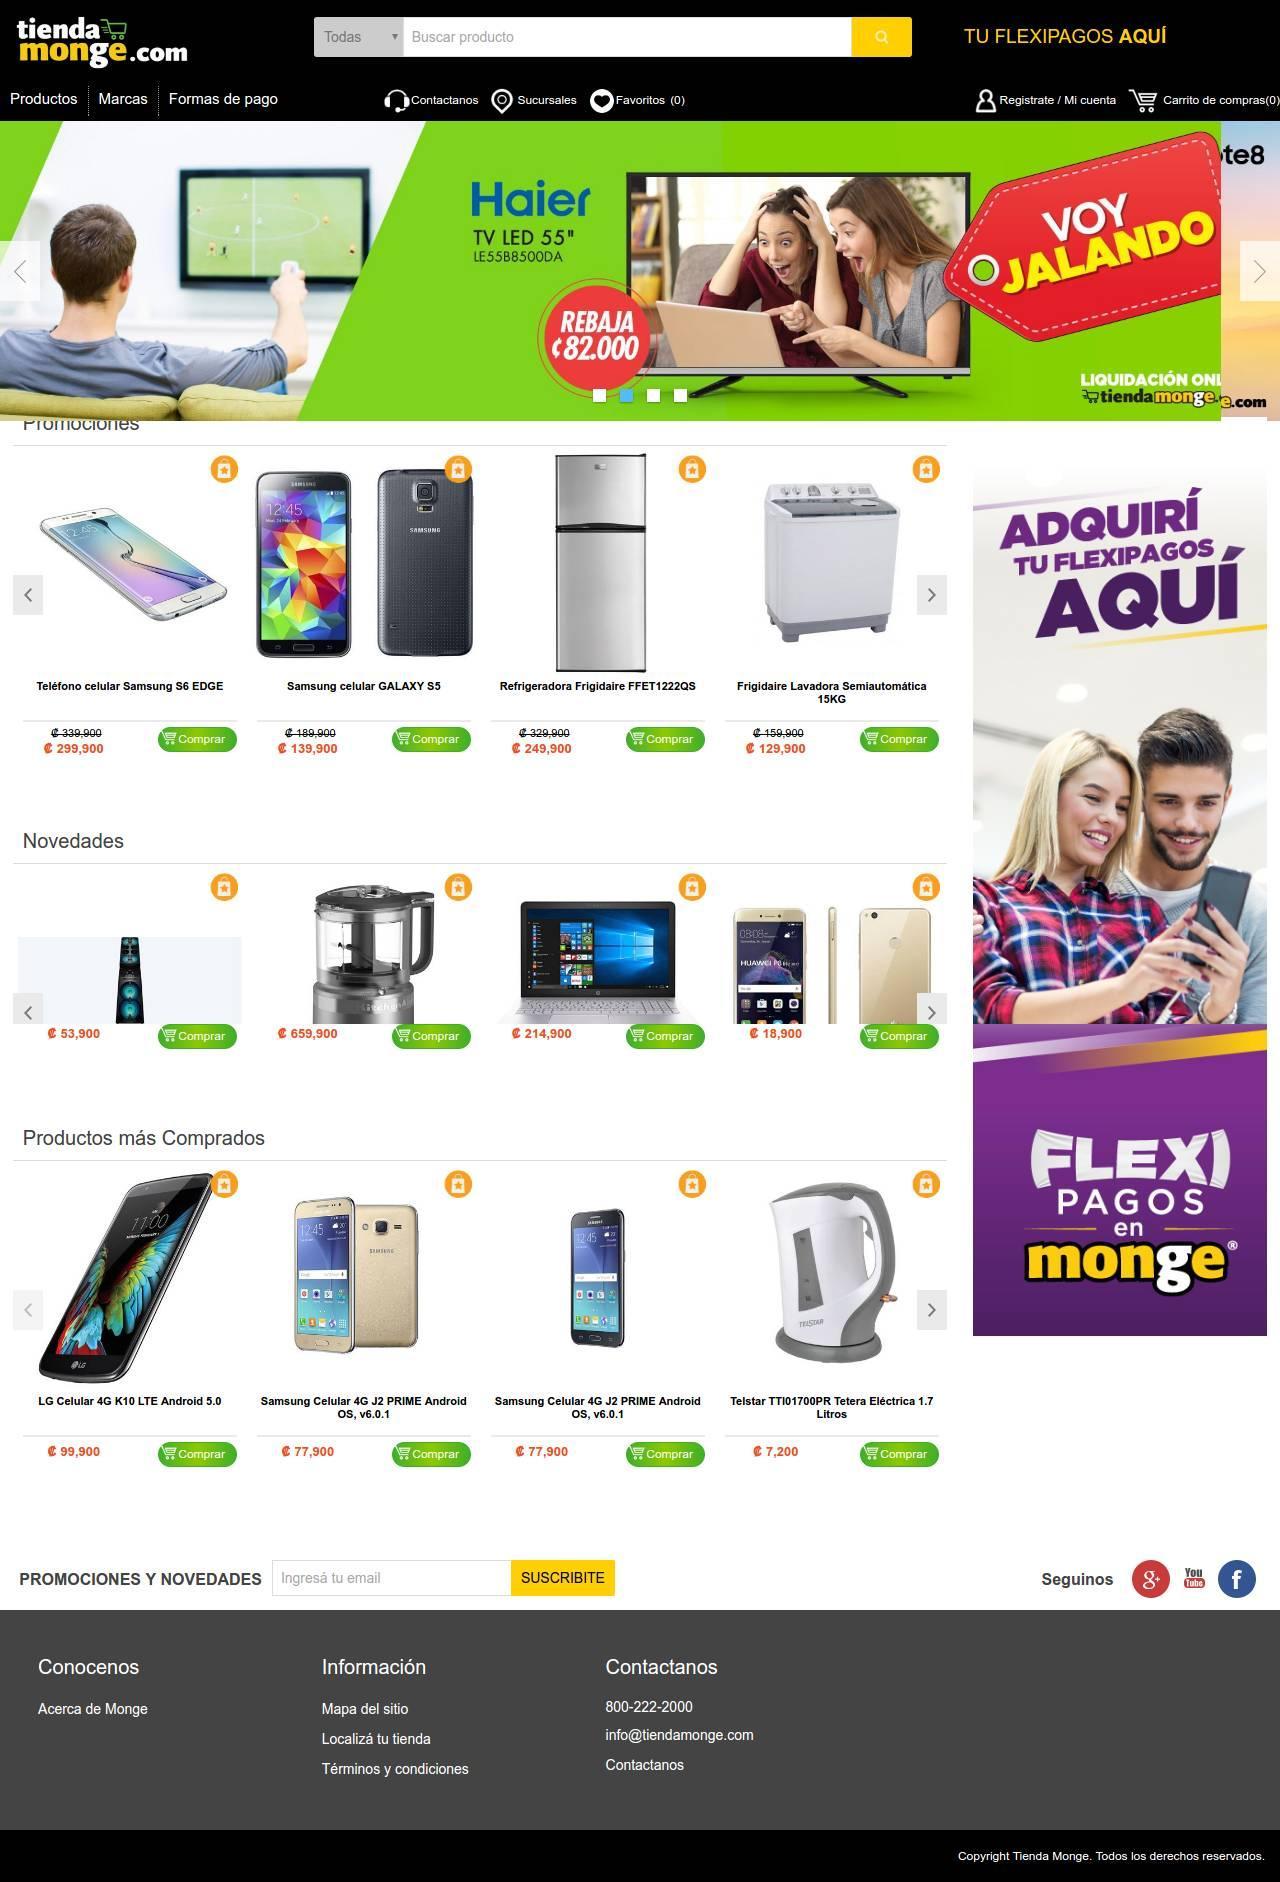 tienda
monge.com
Todas
Buscar producto
TU FLEXIPAGOS AQUÍ
Productos
Marcas
Formas de pago
Contactanos
Sucursales
Favoritos (0)
Registrate / Mi cuenta
Carrito de compras(0)
Haier
TV LED 55"
LE55B8500DA
REBAJA
¢82.000
VOY
JALANDO
LIQUIDACIÓN ONL
tiendamonge.
te8
e.com
Promociones
Teléfono celular Samsung S6 EDGE
₡ 339,900
₡ 299,900
Comprar
Samsung celular GALAXY S5
₡ 189,900
₡ 139,900
Comprar
Refrigeradora Frigidaire FFET1222QS
₡ 329,900
₡ 249,900
Comprar
Frigidaire Lavadora Semiautomática
15KG
₡ 159,900
₡ 129,900
Comprar
ADQUIRÍ
TU FLEXIPAGOS
AQUÍ
Novedades
₡ 53,900
Comprar
₡ 659,900
Comprar
₡ 214,900
Comprar
₡ 18,900
Comprar
FLEXI
PAGOS
en
monge®
Productos más Comprados
LG Celular 4G K10 LTE Android 5.0
₡ 99,900
Comprar
Samsung Celular 4G J2 PRIME Android
OS, v6.0.1
₡ 77,900
Comprar
Samsung Celular 4G J2 PRIME Android
OS, v6.0.1
₡ 77,900
Comprar
Telstar TTI01700PR Tetera Eléctrica 1.7
Litros
₡ 7,200
Comprar
PROMOCIONES Y NOVEDADES
Ingresá tu email
SUSCRIBITE
Seguinos
g+
You
Tube
f
Conocenos
Acerca de Monge
Información
Mapa del sitio
Localizá tu tienda
Términos y condiciones
Contactanos
800-222-2000
info@tiendamonge.com
Contactanos
Copyright Tienda Monge. Todos los derechos reservados.